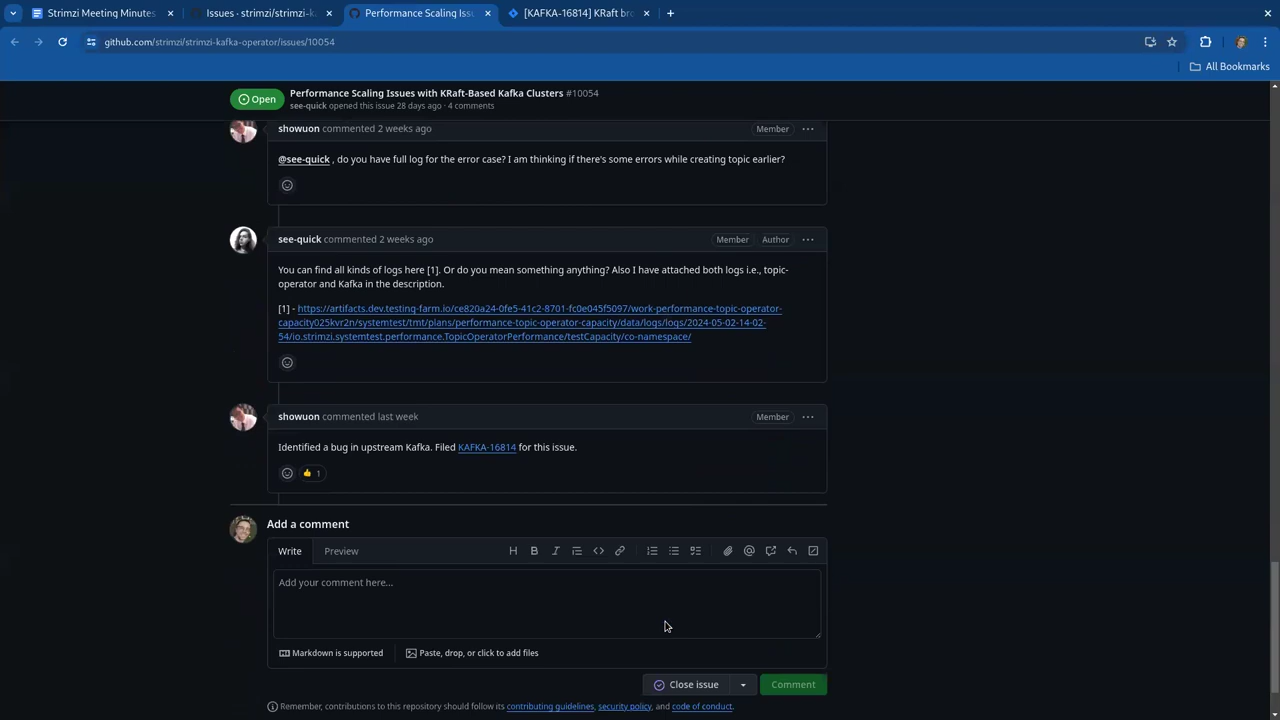 Strimzi Meeting Minutes
Issues · strimzi/strimzi-k
Performance Scaling Issu
[KAFKA-16814] KRaft bro
github.com/strimzi/strimzi-kafka-operator/issues/10054
All Bookmarks
Open
Performance Scaling Issues with KRaft-Based Kafka Clusters #10054
see-quick opened this issue 28 days ago · 4 comments
showuon commented 2 weeks ago
Member
@see-quick , do you have full log for the error case? I am thinking if there's some errors while creating topic earlier?
see-quick commented 2 weeks ago
Member
Author
You can find all kinds of logs here [1]. Or do you mean something anything? Also I have attached both logs i.e., topic-
operator and Kafka in the description.
[1] - https://artifacts.dev.testing-farm.io/ce820a24-0fe5-41c2-8701-fc0e045f5097/work-performance-topic-operator-
capacity025kvr2n/systemtest/tmt/plans/performance-topic-operator-capacity/data/logs/logs/2024-05-02-14-02-
54/io.strimzi.systemtest.performance.TopicOperatorPerformance/testCapacity/co-namespace/
showuon commented last week
Member
Identified a bug in upstream Kafka. Filed KAFKA-16814 for this issue.
1
Add a comment
Write
Preview
Add your comment here...
Markdown is supported
Paste, drop, or click to add files
Close issue
Comment
Remember, contributions to this repository should follow its contributing guidelines, security policy, and code of conduct.